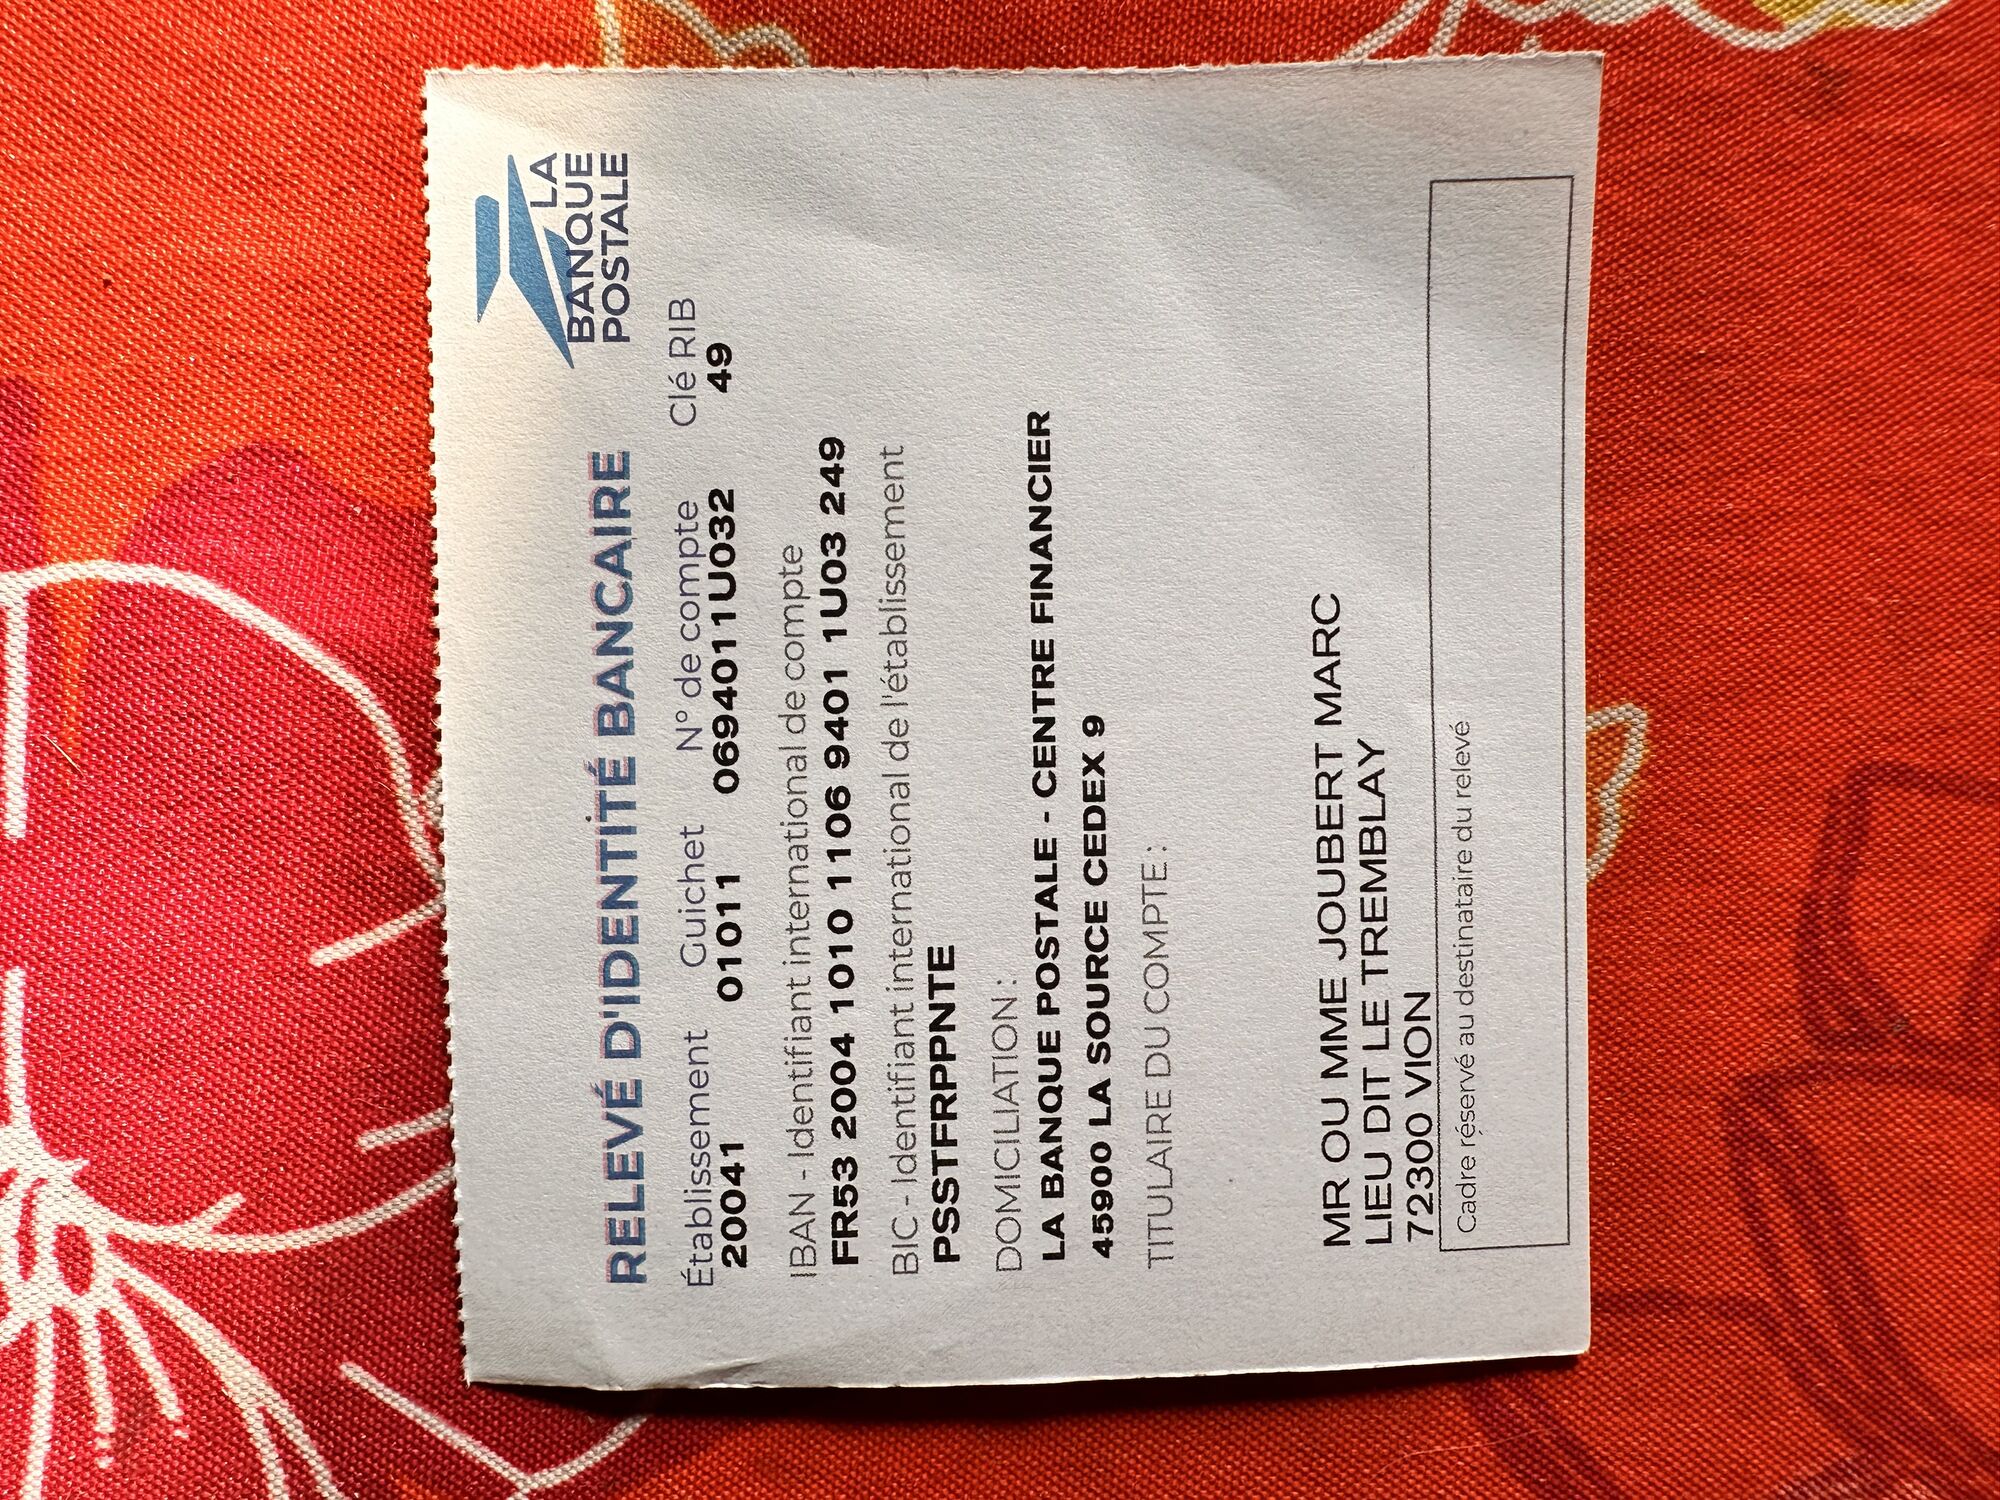 LA
BANQUE
POSTALE
RELEVÉ D'IDENTITÉ BANCAIRE
Établissement Guichet N° de compte Clé RIB
20041 01011 0694011U032 49
IBAN - Identifiant international de compte
FR53 2004 1010 1106 9401 1U03 249
BIC - Identifiant international de l'établissement
PSSTFRPPNTE
DOMICILIATION :
LA BANQUE POSTALE - CENTRE FINANCIER
45900 LA SOURCE CEDEX 9
TITULAIRE DU COMPTE :
MR OU MME JOUBERT MARC
LIEU DIT LE TREMBLAY
72300 VION
Cadre réservé au destinataire du relevé